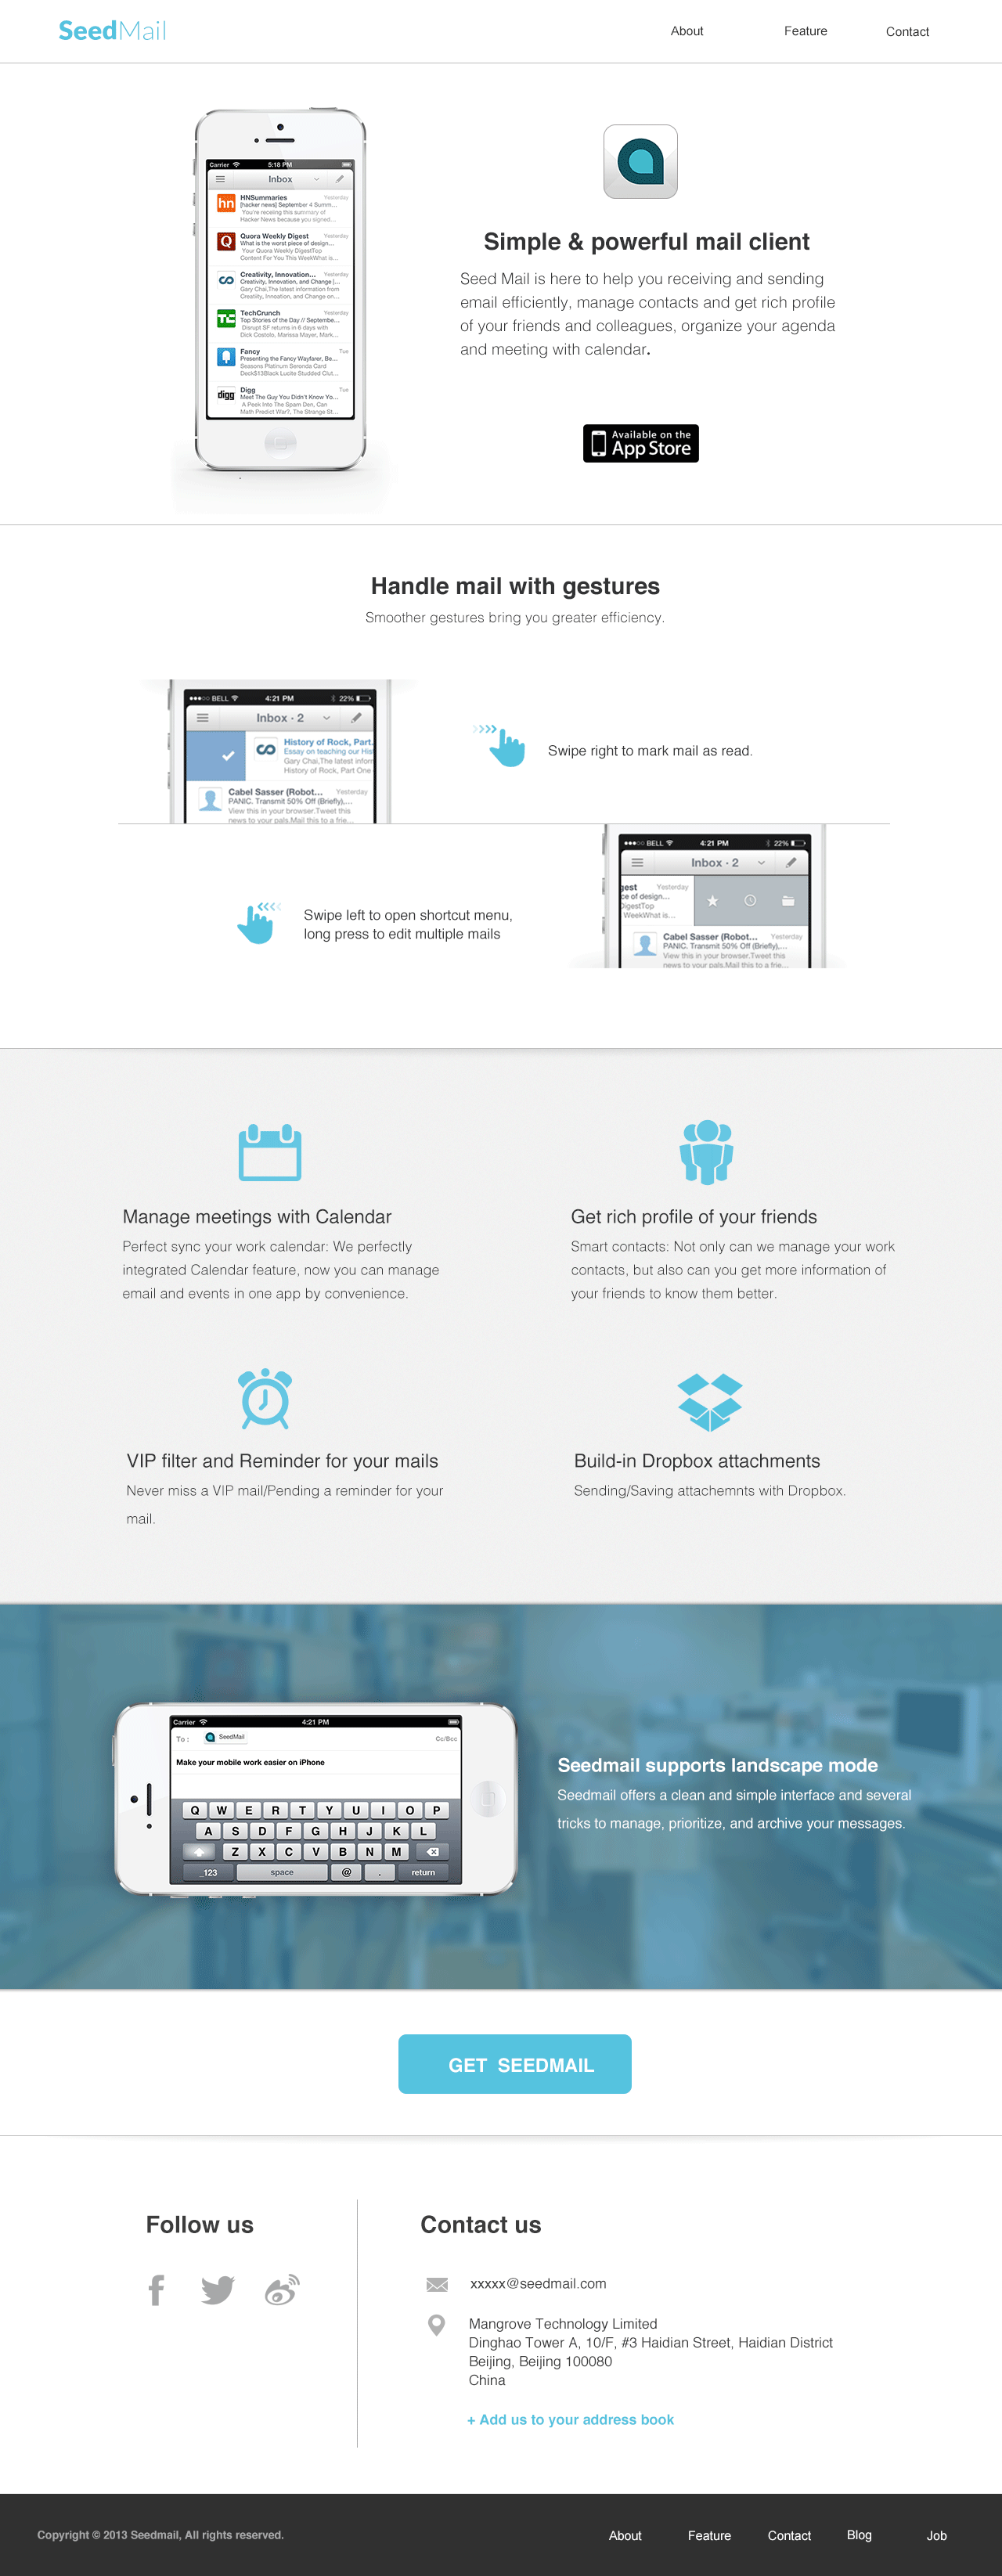 SeedMail
About Feature Contact
Carrier 5:18 PM
Inbox
hn HNSummaries Yesterday
[hacker news] September 4 Summ...
You're receiving this summary of
Hacker News because you signed...
Q Quora Weekly Digest Yesterday
What is the worst piece of design...
Your Quora Weekly DigestTop
Content For You This WeekWhat is...
Creativity, Innovation... Yesterday
Creativity, Innovation, and Change [...
Gary Chai,The latest information from
Creatiity, Innoation, and Change on...
TC TechCrunch Yesterday
Top Stories of the Day // Septembe...
Disrupt SF returns in 6 days with
Dick Costolo, Marissa Mayer, Mark...
Fancy Tue
Presenting the Fancy Wayfarer, Be...
Seasons Platinum Seronda Card
Deck$13Black Lucite Studded Clut...
digg Digg Tue
Meet The Guy You Didn't Know Yo...
A Peek Into The Spam Den, Can
Math Predict War?, The Strange St...
Simple & powerful mail client
Seed Mail is here to help you receiving and sending
email efficiently, manage contacts and get rich profile
of your friends and colleagues, organize your agenda
and meeting with calendar.
Available on the
App Store
Handle mail with gestures
Smoother gestures bring you greater efficiency.
BELL 4:21 PM 22%
Inbox · 2
History of Rock, Part.
Essay on teaching our His
Gary Chai,The latest infom
History of Rock, Part One
Cabel Sasser (Robot... Yesterday
PANIC. Transmit 50% Off (Briefly),...
View this in your browser.Tweet this
news to your pals.Mail this to a frie...
Swipe right to mark mail as read.
BELL 4:21 PM 22%
Inbox · 2
gest Yesterday
ce of design...
DigestTop
WeekWhat is...
Cabel Sasser (Robot... Yesterday
PANIC. Transmit 50% Off (Briefly),...
View this in your browser.Tweet this
news to your pals.Mail this to a frie...
Swipe left to open shortcut menu,
long press to edit multiple mails
Manage meetings with Calendar
Perfect sync your work calendar: We perfectly
integrated Calendar feature, now you can manage
email and events in one app by convenience.
Get rich profile of your friends
Smart contacts: Not only can we manage your work
contacts, but also can you get more information of
your friends to know them better.
VIP filter and Reminder for your mails
Never miss a VIP mail/Pending a reminder for your
mail.
Build-in Dropbox attachments
Sending/Saving attachemnts with Dropbox.
Carrier 4:21 PM
To : SeedMail Cc/Bcc
Make your mobile work easier on iPhone
Q W E R T Y U I O P
A S D F G H J K L
Z X C V B N M
_123 space @ . return
Seedmail supports landscape mode
Seedmail offers a clean and simple interface and several
tricks to manage, prioritize, and archive your messages.
GET SEEDMAIL
Follow us
Contact us
xxxxx@seedmail.com
Mangrove Technology Limited
Dinghao Tower A, 10/F, #3 Haidian Street, Haidian District
Beijing, Beijing 100080
China
+ Add us to your address book
Copyright © 2013 Seedmail, All rights reserved.
About Feature Contact Blog Job